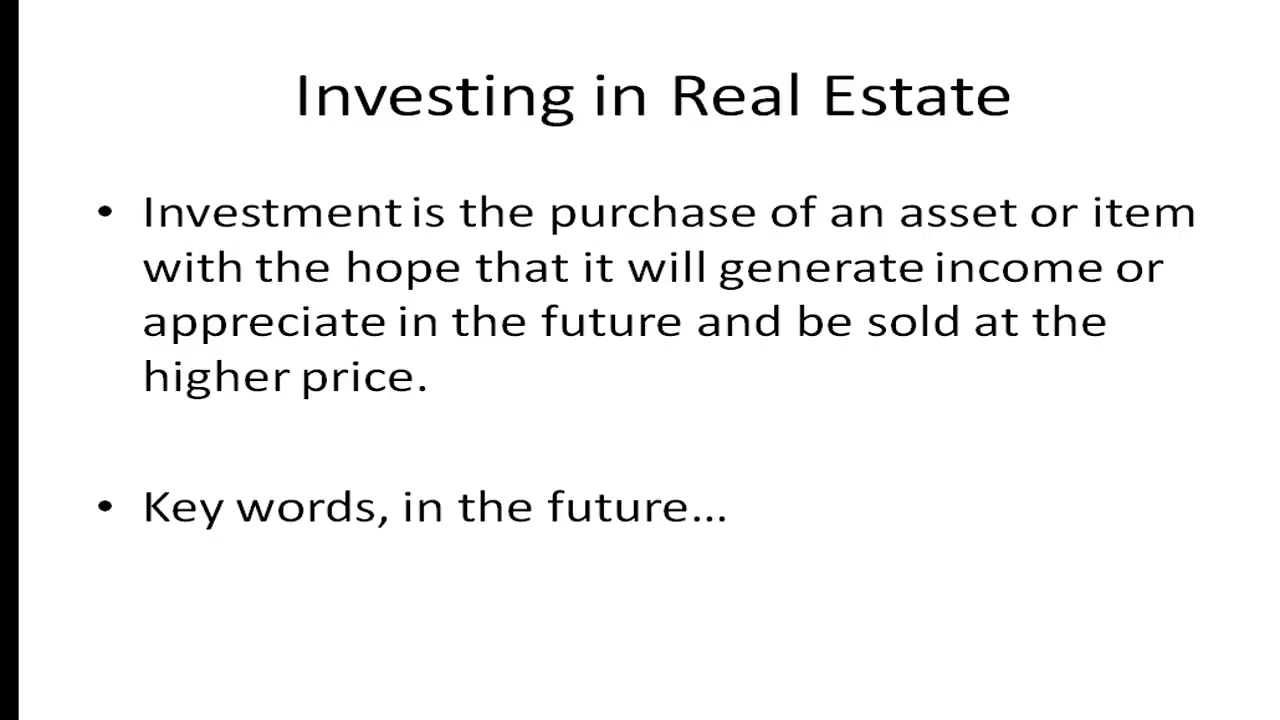 Investing in Real Estate
• Investment is the purchase of an asset or item
with the hope that it will generate income or
appreciate in the future and be sold at the
higher price.
• Key words, in the future...